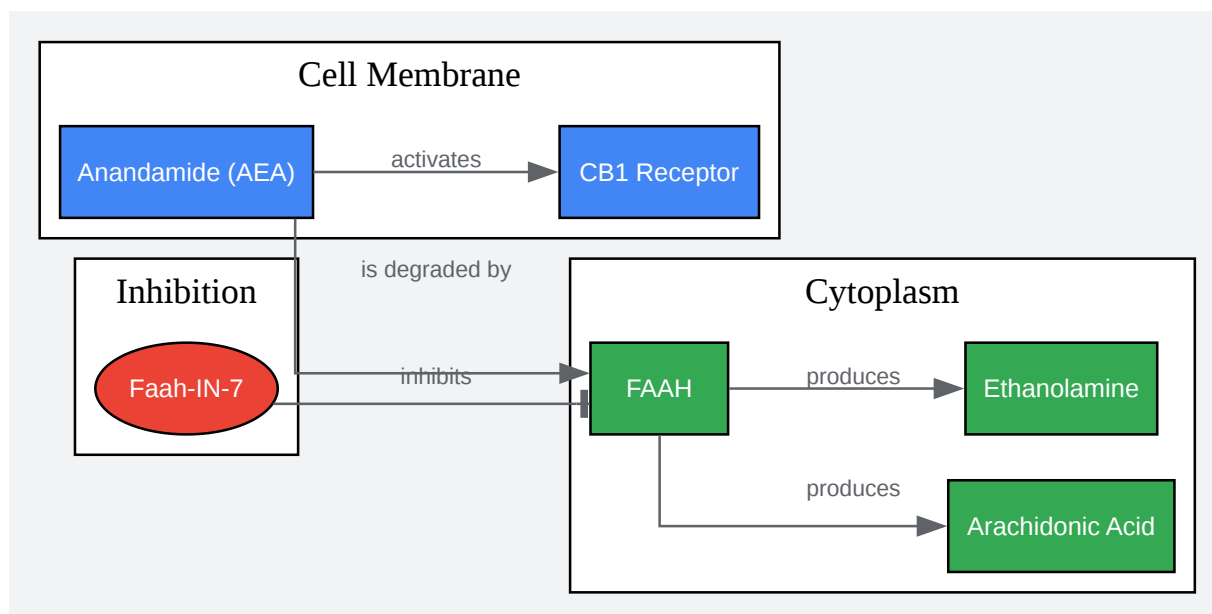 Cell Membrane
Anandamide (AEA)
activates
CB1 Receptor
is degraded by
Inhibition
Cytoplasm
Faah-IN-7
inhibits
FAAH
produces
Ethanolamine
produces
Arachidonic Acid